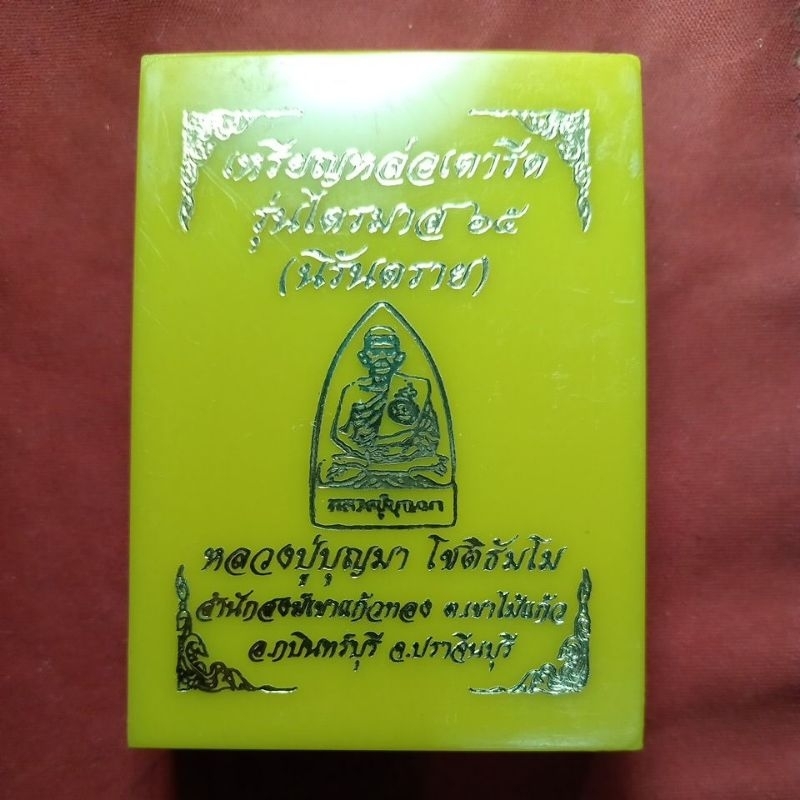 เหรียญหล่อเตารีด
รุ่นไตรมาส ๖๕
(นิรันตราย)
หลวงปู่บุญมา
หลวงปู่บุญมา โชติธัมโม
สำนักสงฆ์เขาแก้วทอง ต.เขาไม้แก้ว
อ.กบินทร์บุรี จ.ปราจีนบุรี